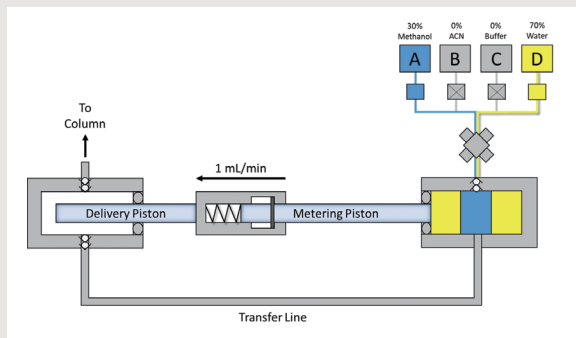 30% Methanol
0% ACN
0% Buffer
70% Water
A
B
C
D
To
Column
1 mL/min
Delivery Piston
Metering Piston
Transfer Line